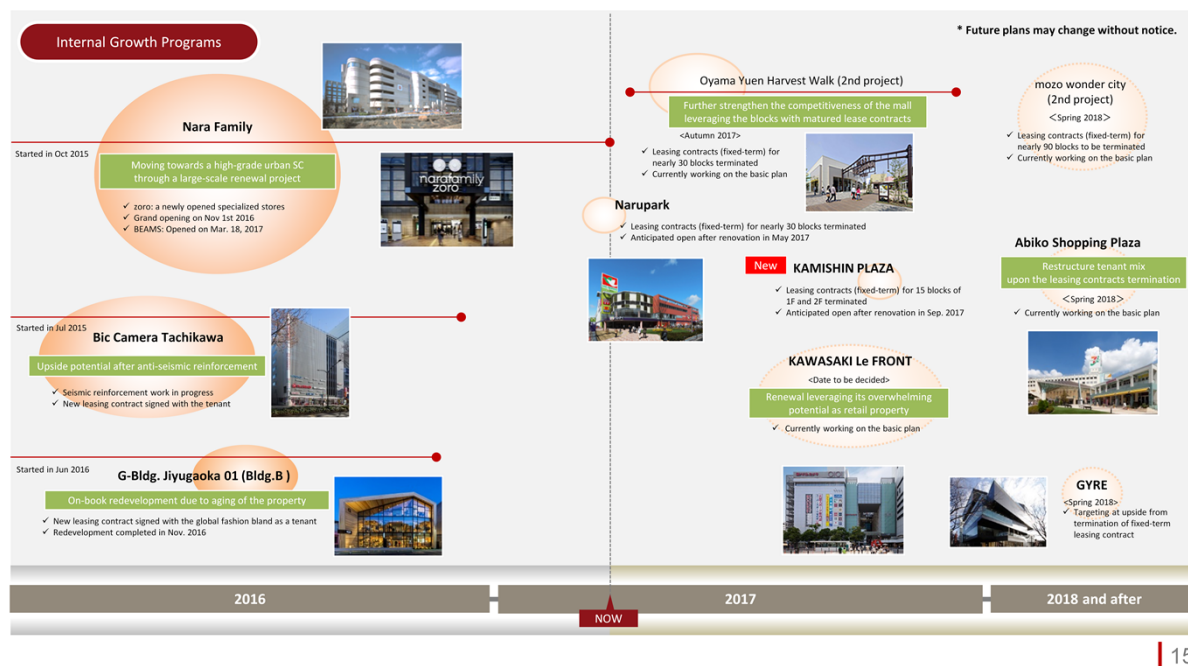 Internal Growth Programs
* Future plans may change without notice.
Nara Family
Started in Oct 2015
Moving towards a high-grade urban SC
through a large-scale renewal project
✓ zoro: a newly opened specialized stores
✓ Grand opening on Nov 1st 2016
✓ BEAMS: Opened on Mar. 18, 2017
narafamily
zoro
Started in Jul 2015
Bic Camera Tachikawa
Upside potential after anti-seismic reinforcement
✓ Seismic reinforcement work in progress
✓ New leasing contract signed with the tenant
Started in Jun 2016
G-Bldg. Jiyugaoka 01 (Bldg.B )
On-book redevelopment due to aging of the property
✓ New leasing contract signed with the global fashion bland as a tenant
✓ Redevelopment completed in Nov. 2016
Oyama Yuen Harvest Walk (2nd project)
Further strengthen the competitiveness of the mall
leveraging the blocks with matured lease contracts
<Autumn 2017>
✓ Leasing contracts (fixed-term) for
nearly 30 blocks terminated
✓ Currently working on the basic plan
Narupark
✓ Leasing contracts (fixed-term) for nearly 30 blocks terminated
✓ Anticipated open after renovation in May 2017
New
KAMISHIN PLAZA
✓ Leasing contracts (fixed-term) for 15 blocks of
1F and 2F terminated
✓ Anticipated open after renovation in Sep. 2017
KAWASAKI Le FRONT
<Date to be decided>
Renewal leveraging its overwhelming
potential as retail property
✓ Currently working on the basic plan
mozo wonder city
(2nd project)
<Spring 2018>
✓ Leasing contracts (fixed-term) for
nearly 90 blocks to be terminated
✓ Currently working on the basic plan
Abiko Shopping Plaza
Restructure tenant mix
upon the leasing contracts termination
<Spring 2018>
✓ Currently working on the basic plan
GYRE
<Spring 2018>
✓ Targeting at upside from
termination of fixed-term
leasing contract
2016
2017
2018 and after
NOW
15